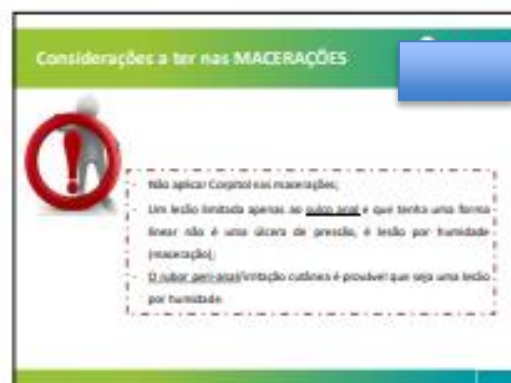 Considerações a ter nas MACERAÇÕES
- Não aplicar Corpitol nas macerações;
- Um lesão limitada apenas ao sulco anal e que tenha uma forma
linear não é uma úlcera de pressão, é lesão por humidade
(maceração);
- O rubor peri-anal/irritação cutânea é provável que seja uma lesão
por humidade.